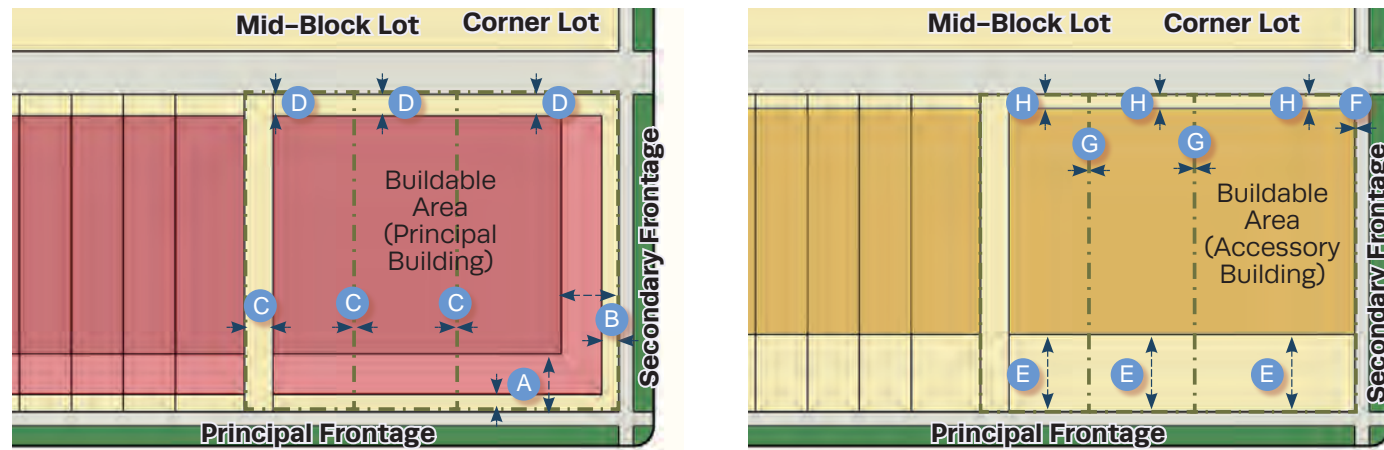 Mid–Block Lot
Corner Lot
D
D
D
Buildable
Area
(Principal
Building)
C
C
C
B
A
Secondary Frontage
Principal Frontage
Mid–Block Lot
Corner Lot
H
H
H
F
G
G
Buildable
Area
(Accessory
Building)
E
E
E
Secondary Frontage
Principal Frontage